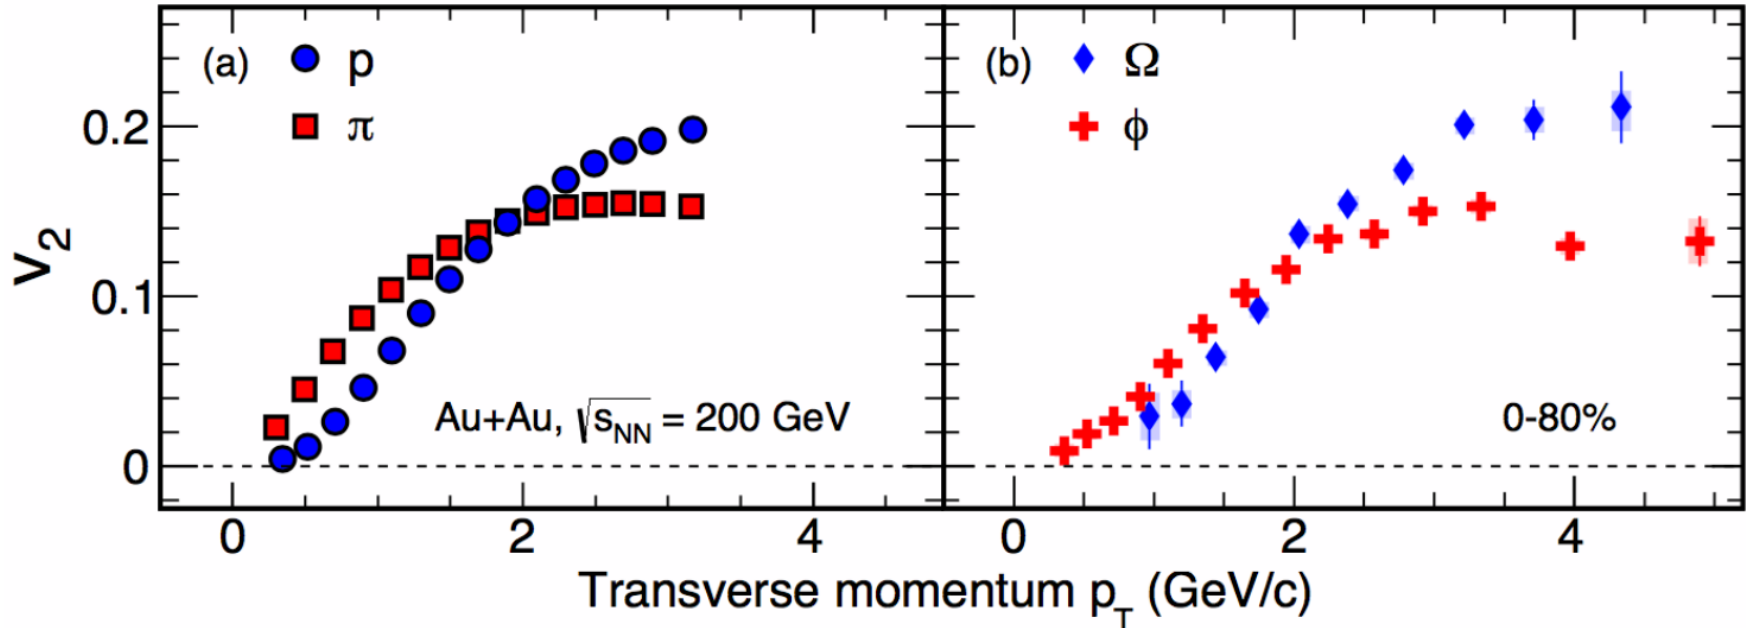 (a) p
π
(b) Ω
ϕ
0.2
0.1
0
v₂
Au+Au, √sNN = 200 GeV
0-80%
0 2 4
0 2 4
Transverse momentum pT (GeV/c)